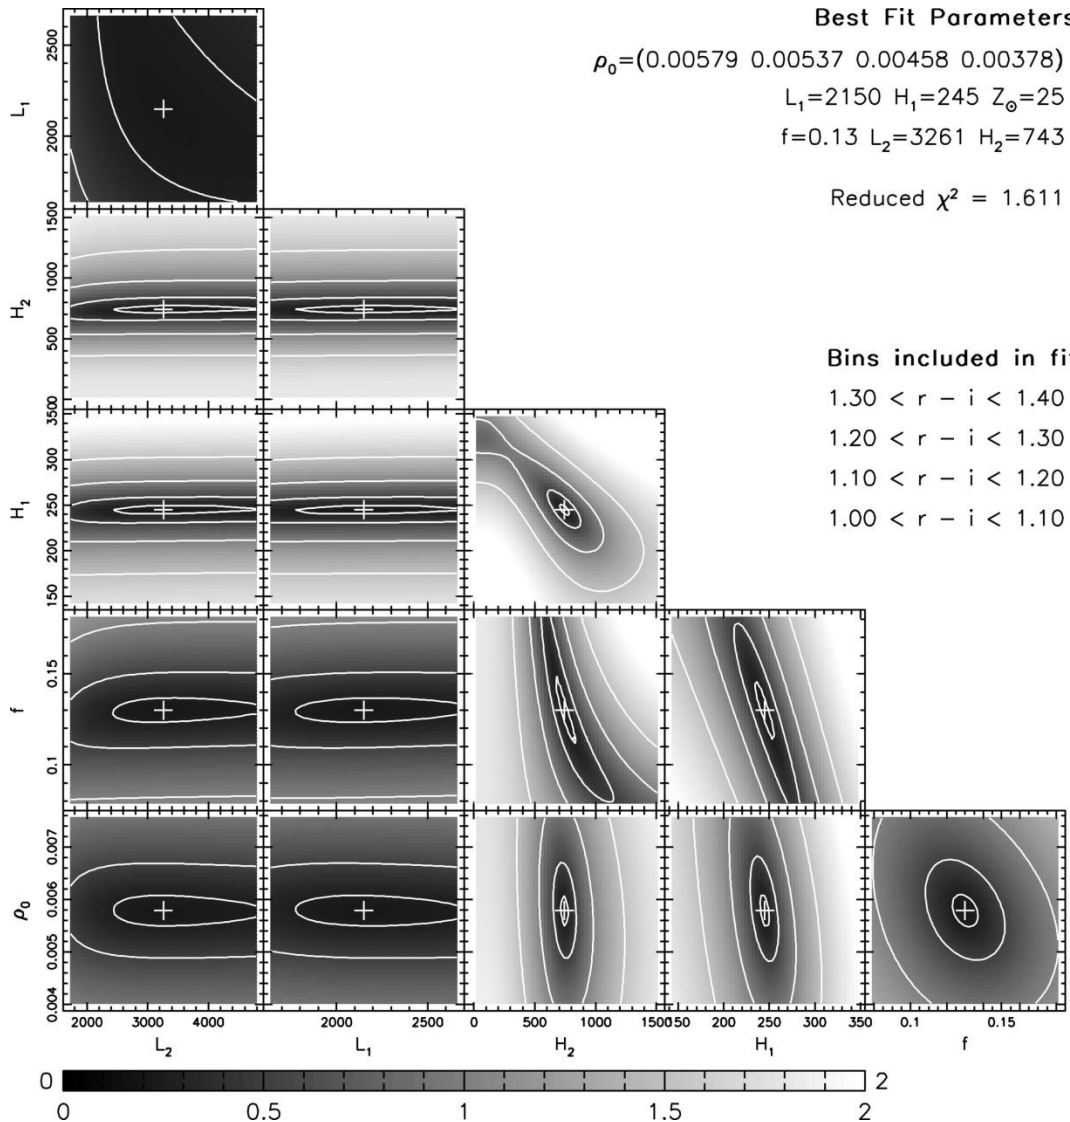 Best Fit Parameters
ρ₀=(0.00579 0.00537 0.00458 0.00378)
L₁=2150 H₁=245 Z☉=25
f=0.13 L₂=3261 H₂=743
Reduced χ² = 1.611
Bins included in fit
1.30 < r – i < 1.40
1.20 < r – i < 1.30
1.10 < r – i < 1.20
1.00 < r – i < 1.10
L₁
2500
2000
H₂
1500
1000
500
0
H₁
350
300
250
200
150
f
0.15
0.1
ρ₀
0.007
0.006
0.005
0.004
2000 3000 4000
2000 2500
0 500 1000 1500
150 200 250 300 350
0.1 0.15
L₂ L₁ H₂ H₁ f
0 2
0 0.5 1 1.5 2